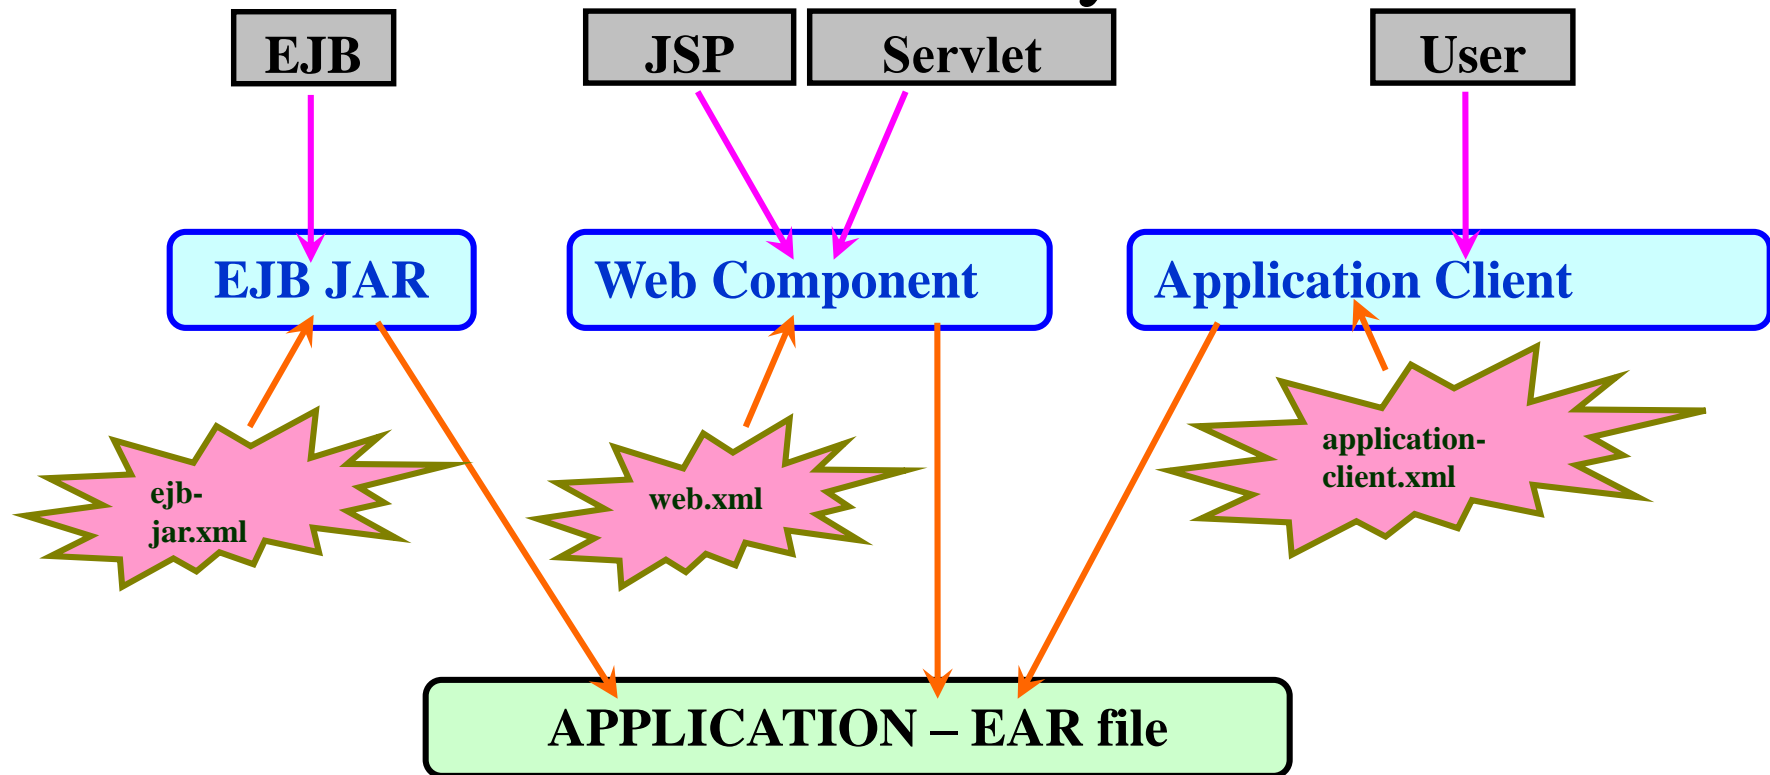 EJB
JSP
Servlet
User
EJB JAR
Web Component
Application Client
ejb-
jar.xml
web.xml
application-
client.xml
APPLICATION – EAR file